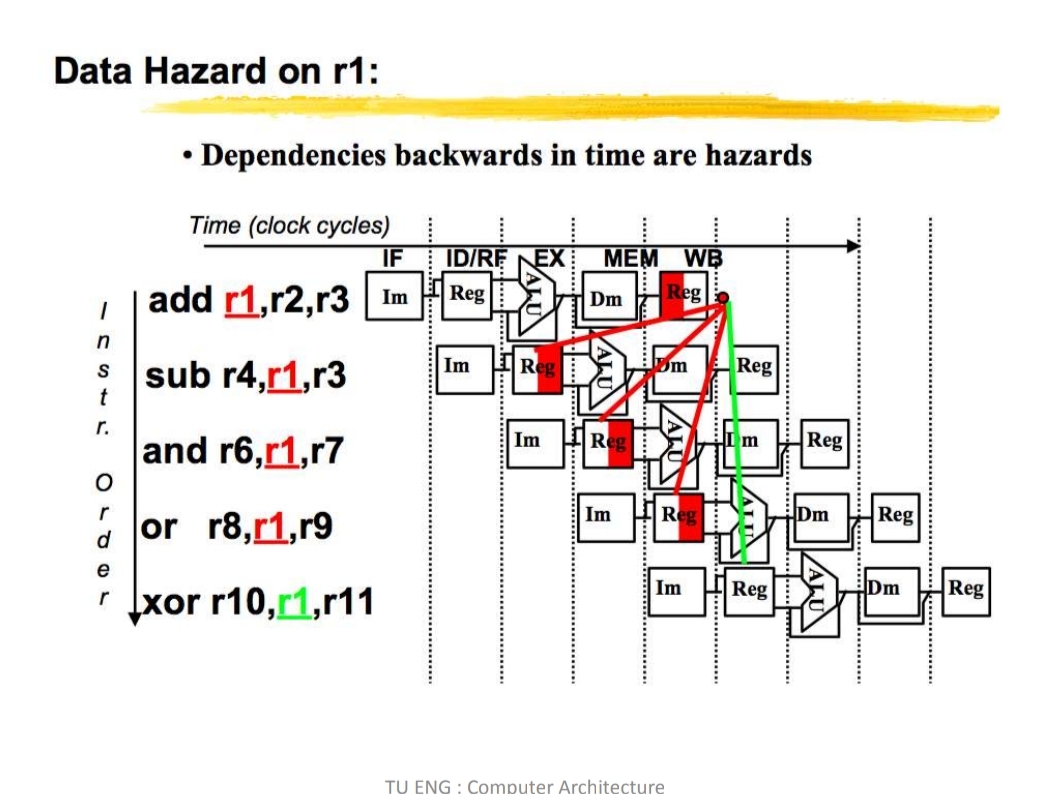 Data Hazard on r1:
• Dependencies backwards in time are hazards
Time (clock cycles)
IF ID/RF EX MEM WB
Instr. Order
add r1,r2,r3
Im Reg ALU Dm Reg
sub r4,r1,r3
Im Reg ALU Dm Reg
and r6,r1,r7
Im Reg ALU Dm Reg
or r8,r1,r9
Im Reg ALU Dm Reg
xor r10,r1,r11
Im Reg ALU Dm Reg
TU ENG : Computer Architecture